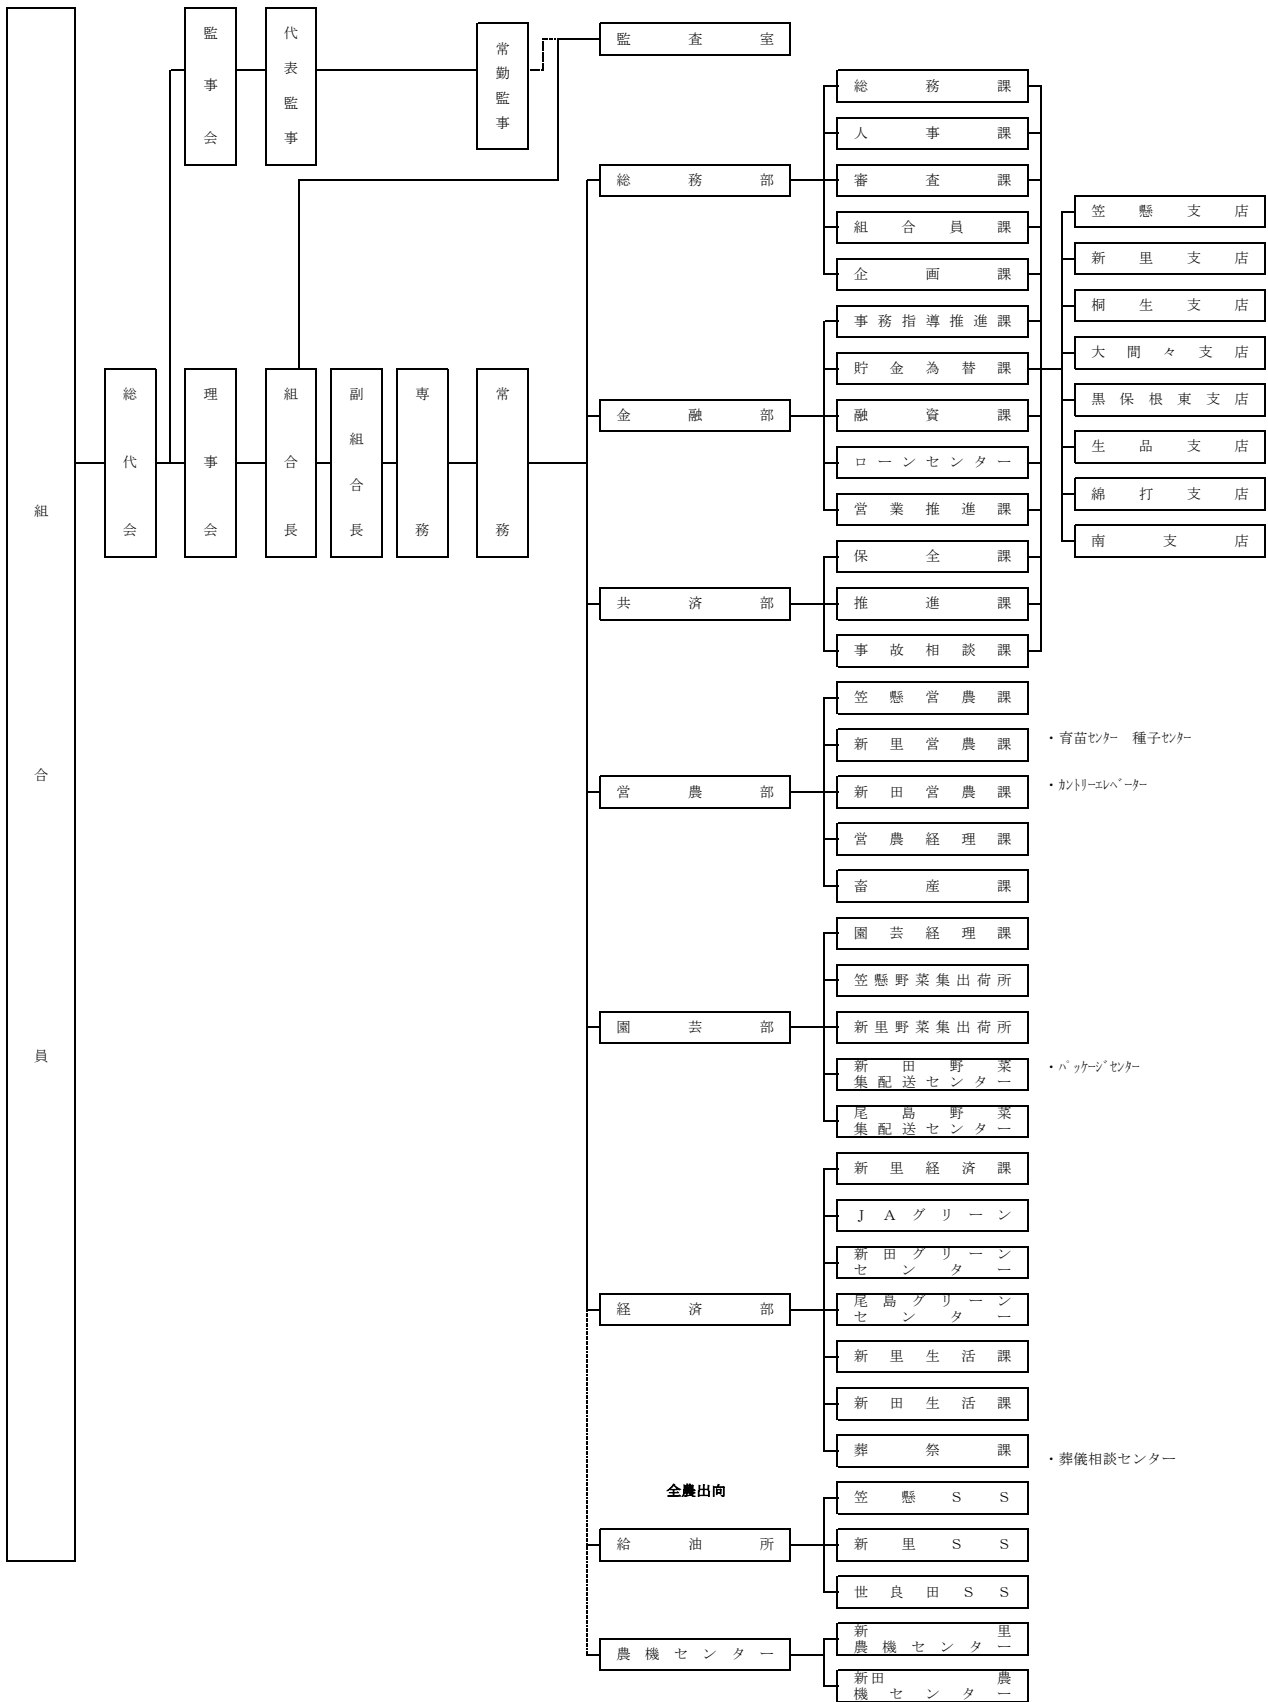 組合員
総代会
監事会
代表監事
常勤監事
理事会
組合長
副組合長
専務
常務
監査室
総務部
総務課
人事課
審査課
組合員課
企画課
金融部
事務指導推進課
貯金為替課
融資課
ローンセンター
営業推進課
共済部
保全課
推進課
事故相談課
笠懸支店
新里支店
桐生支店
大間々支店
黒保根東支店
生品支店
綿打支店
南支店
営農部
笠懸営農課
新里営農課
・育苗ｾﾝﾀｰ　種子ｾﾝﾀｰ
新田営農課
・ｶﾝﾄﾘｰｴﾚﾍﾞｰﾀｰ
営農経理課
畜産課
園芸部
園芸経理課
笠懸野菜集出荷所
新里野菜集出荷所
新田野菜
集配送センター
・ﾊﾟｯｹｰｼﾞｾﾝﾀｰ
尾島野菜
集配送センター
経済部
新里経済課
ＪＡグリーン
新田グリーン
センター
尾島グリーン
センター
新里生活課
新田生活課
葬祭課
・葬儀相談センター
全農出向
給油所
笠懸ＳＳ
新里ＳＳ
世良田ＳＳ
農機センター
新里
農機センター
新田農
機センター